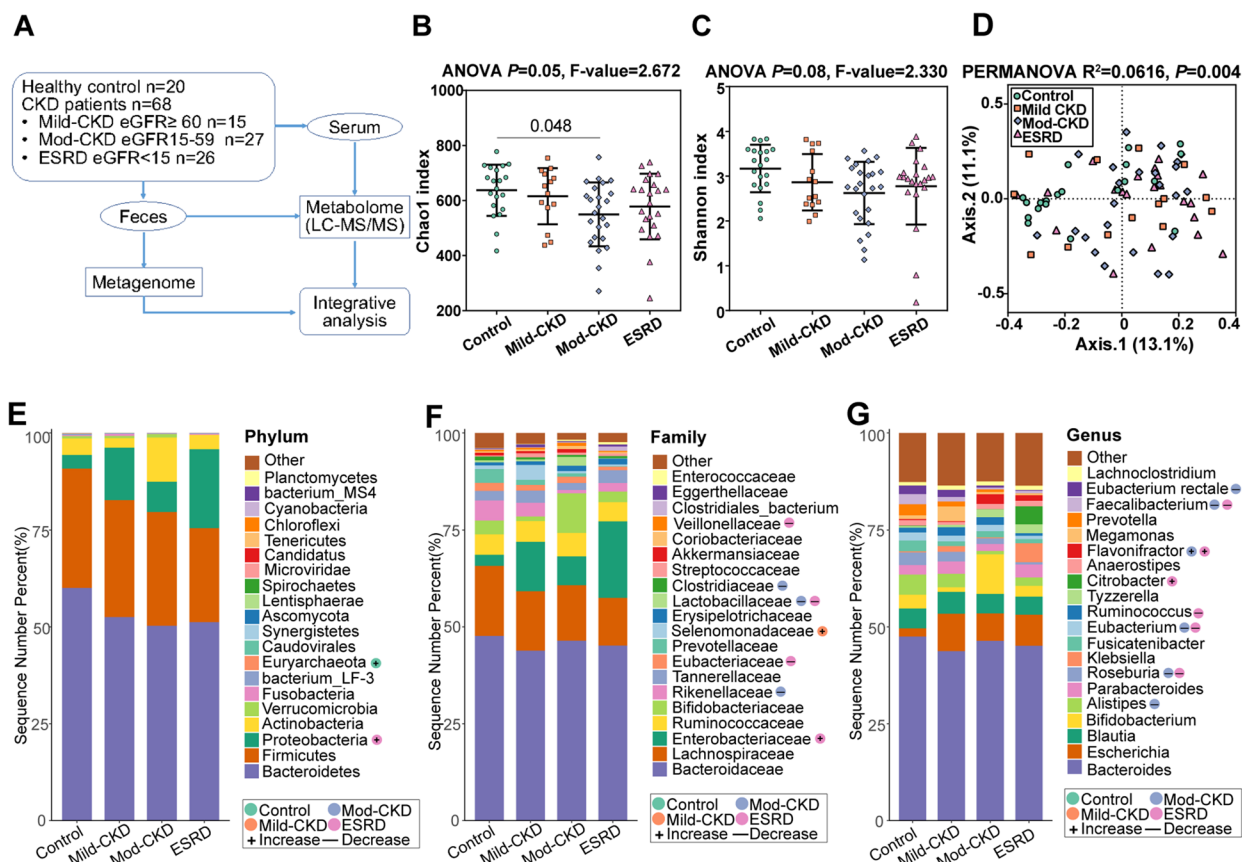 A
Healthy control n=20
CKD patients n=68
• Mild-CKD eGFR≥ 60 n=15
• Mod-CKD eGFR15-59 n=27
• ESRD eGFR<15 n=26
Serum
Feces
Metabolome
(LC-MS/MS)
Metagenome
Integrative
analysis
B
ANOVA P=0.05, F-value=2.672
Chao1 index
1000
800
600
400
200
0.048
Control
Mild-CKD
Mod-CKD
ESRD
C
ANOVA P=0.08, F-value=2.330
Shannon index
5
4
3
2
1
0
Control
Mild-CKD
Mod-CKD
ESRD
D
PERMANOVA R²=0.0616, P=0.004
Control
Mild CKD
Mod-CKD
ESRD
Axis.2 (11.1%)
0.5
0.0
-0.5
-0.4
-0.2
0
0.2
0.4
Axis.1 (13.1%)
E
Sequence Number Percent(%)
100
75
50
25
0
Control
Mild-CKD
Mod-CKD
ESRD
Phylum
Other
Planctomycetes
bacterium_MS4
Cyanobacteria
Chloroflexi
Tenericutes
Candidatus
Microviridae
Spirochaetes
Lentisphaerae
Ascomycota
Synergistetes
Caudovirales
Euryarchaeota +
bacterium_LF-3
Fusobacteria
Verrucomicrobia
Actinobacteria
Proteobacteria +
Firmicutes
Bacteroidetes
Control Mod-CKD
Mild-CKD ESRD
+ Increase — Decrease
F
Sequence Number Percent(%)
100
75
50
25
0
Control
Mild-CKD
Mod-CKD
ESRD
Family
Other
Enterococcaceae
Eggerthellaceae
Clostridiales_bacterium
Veillonellaceae —
Coriobacteriaceae
Akkermansiaceae
Streptococcaceae
Clostridiaceae —
Lactobacillaceae — —
Erysipelotrichaceae
Selenomonadaceae +
Prevotellaceae
Eubacteriaceae —
Tannerellaceae
Rikenellaceae —
Bifidobacteriaceae
Ruminococcaceae
Enterobacteriaceae +
Lachnospiraceae
Bacteroidaceae
Control Mod-CKD
Mild-CKD ESRD
+ Increase — Decrease
G
Sequence Number Percent(%)
100
75
50
25
0
Control
Mild-CKD
Mod-CKD
ESRD
Genus
Other
Lachnoclostridium
Eubacterium rectale —
Faecalibacterium — —
Prevotella
Megamonas
Flavonifractor + +
Anaerostipes
Citrobacter +
Tyzzerella
Ruminococcus —
Eubacterium — —
Fusicatenibacter
Klebsiella
Roseburia — —
Parabacteroides
Alistipes —
Bifidobacterium
Blautia
Escherichia
Bacteroides
Control Mod-CKD
Mild-CKD ESRD
+ Increase — Decrease